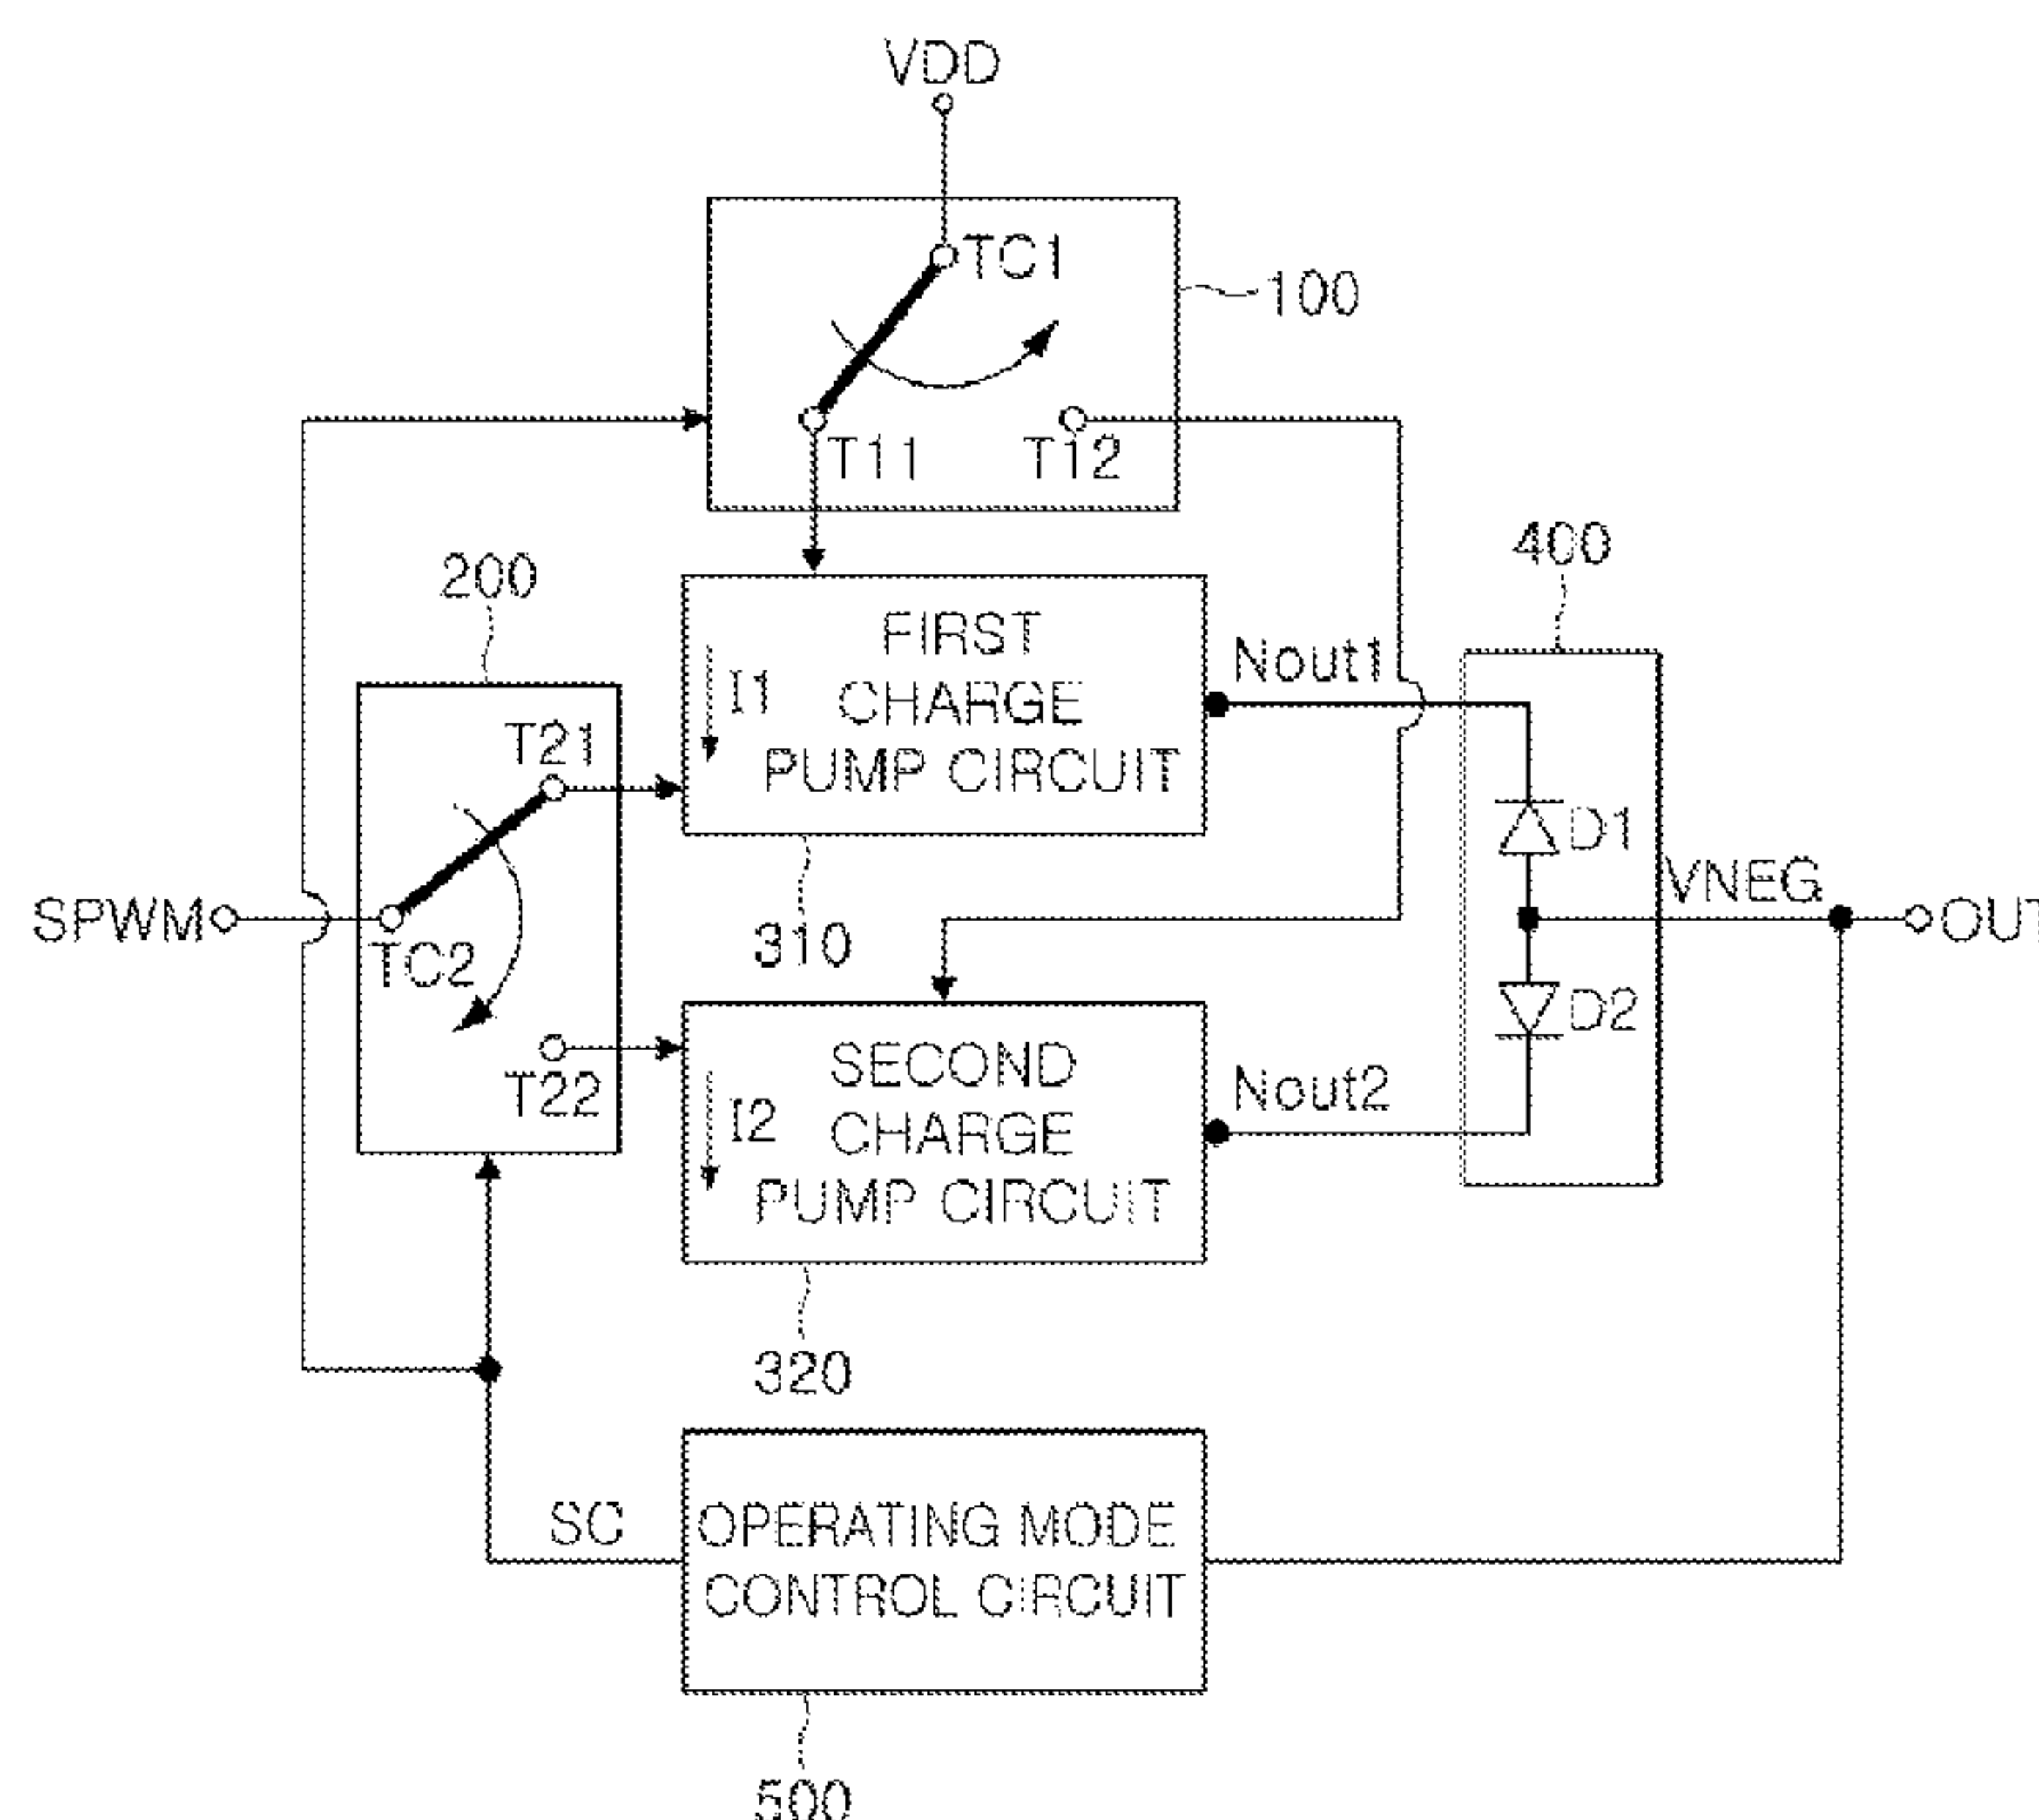 VDD
TC1
100
T11
T12
400
200
FIRST
CHARGE
PUMP CIRCUIT
I1
Nout1
T21
D1
VNEG
SPWM
OUT
TC2
310
D2
SECOND
CHARGE
PUMP CIRCUIT
I2
Nout2
T22
320
SC
OPERATING MODE
CONTROL CIRCUIT
500